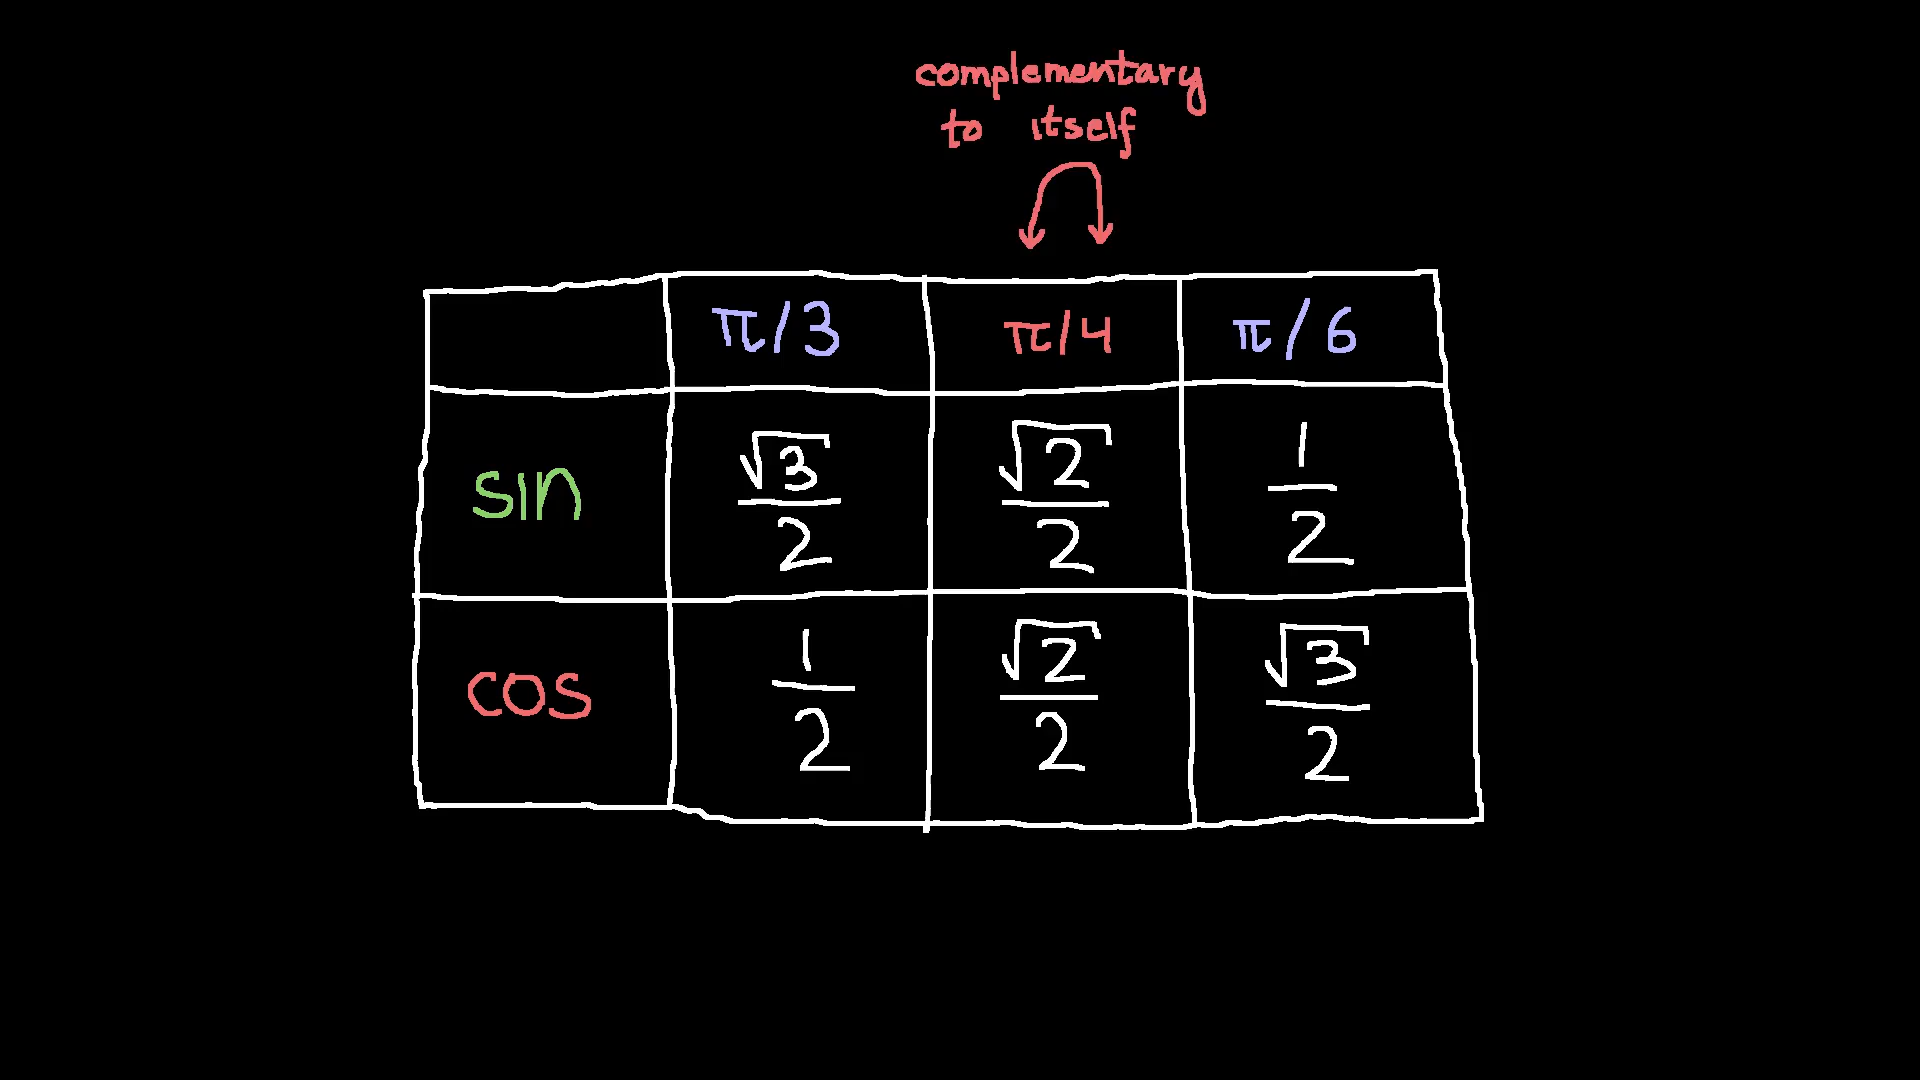 complementary
to itself
π/3 π/4 π/6
sin √3/2 √2/2 1/2
cos 1/2 √2/2 √3/2